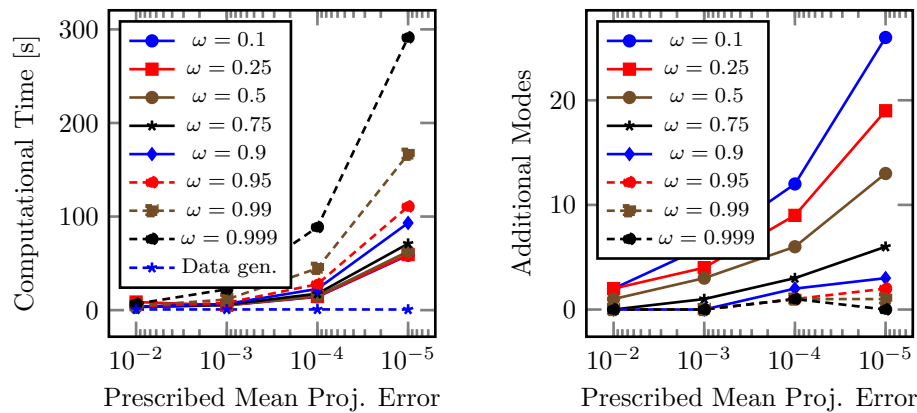 Computational Time [s]
300
200
100
0
ω = 0.1
ω = 0.25
ω = 0.5
ω = 0.75
ω = 0.9
ω = 0.95
ω = 0.99
ω = 0.999
Data gen.
10⁻² 10⁻³ 10⁻⁴ 10⁻⁵
Prescribed Mean Proj. Error
Additional Modes
20
10
0
ω = 0.1
ω = 0.25
ω = 0.5
ω = 0.75
ω = 0.9
ω = 0.95
ω = 0.99
ω = 0.999
10⁻² 10⁻³ 10⁻⁴ 10⁻⁵
Prescribed Mean Proj. Error